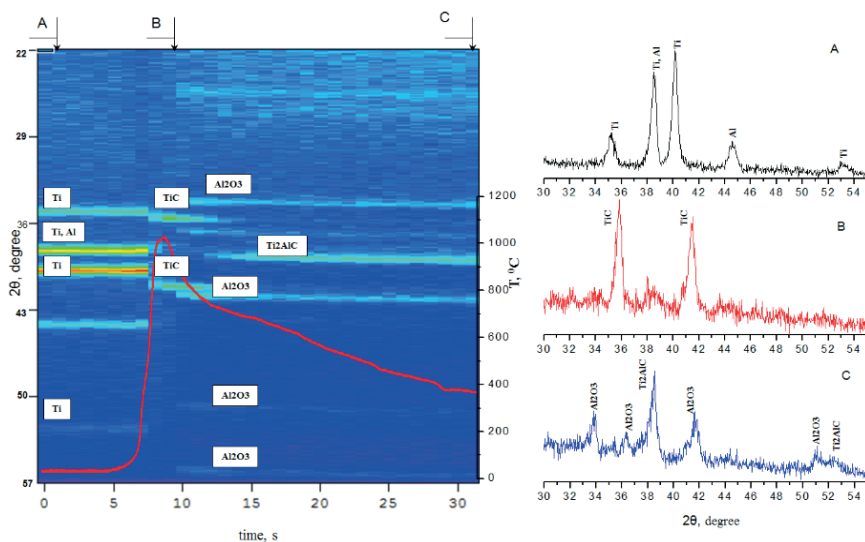 A
B
C
22
29
36
43
50
57
2θ, degree
Ti
Ti, Al
Ti
Ti
TiC
TiC
Al2O3
Ti2AlC
Al2O3
Al2O3
Al2O3
1200
1000
800
600
400
200
0
T, ⁰C
0 5 10 15 20 25 30
time, s
A
Ti
Ti, Al
Ti
Al
Ti
30 32 34 36 38 40 42 44 46 48 50 52 54
B
TiC
TiC
30 32 34 36 38 40 42 44 46 48 50 52 54
C
Al2O3
Al2O3
Ti2AlC
Al2O3
Al2O3
Ti2AlC
30 32 34 36 38 40 42 44 46 48 50 52 54
2θ, degree